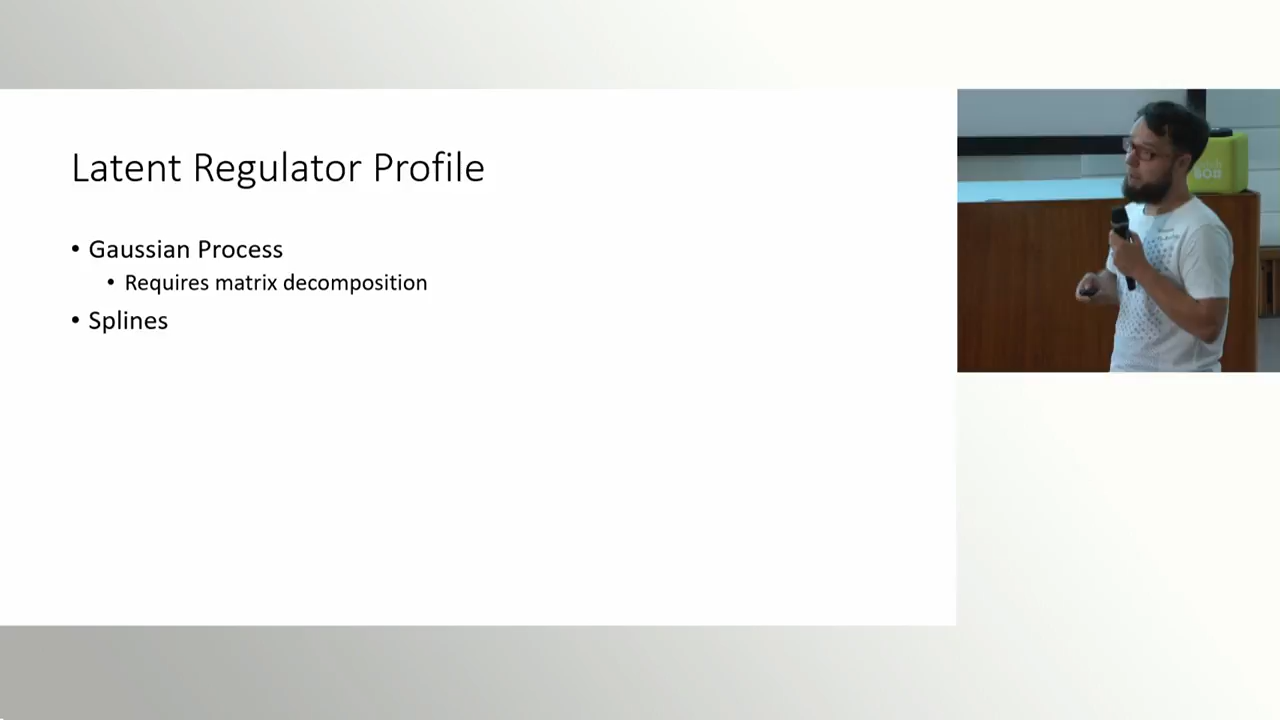 Latent Regulator Profile
• Gaussian Process
• Requires matrix decomposition
• Splines